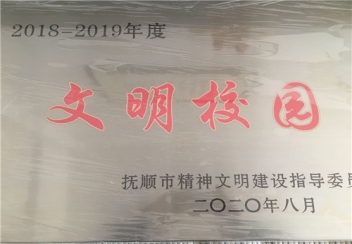 2018-2019年度
文明校园
抚顺市精神文明建设指导委员
二〇二〇年八月